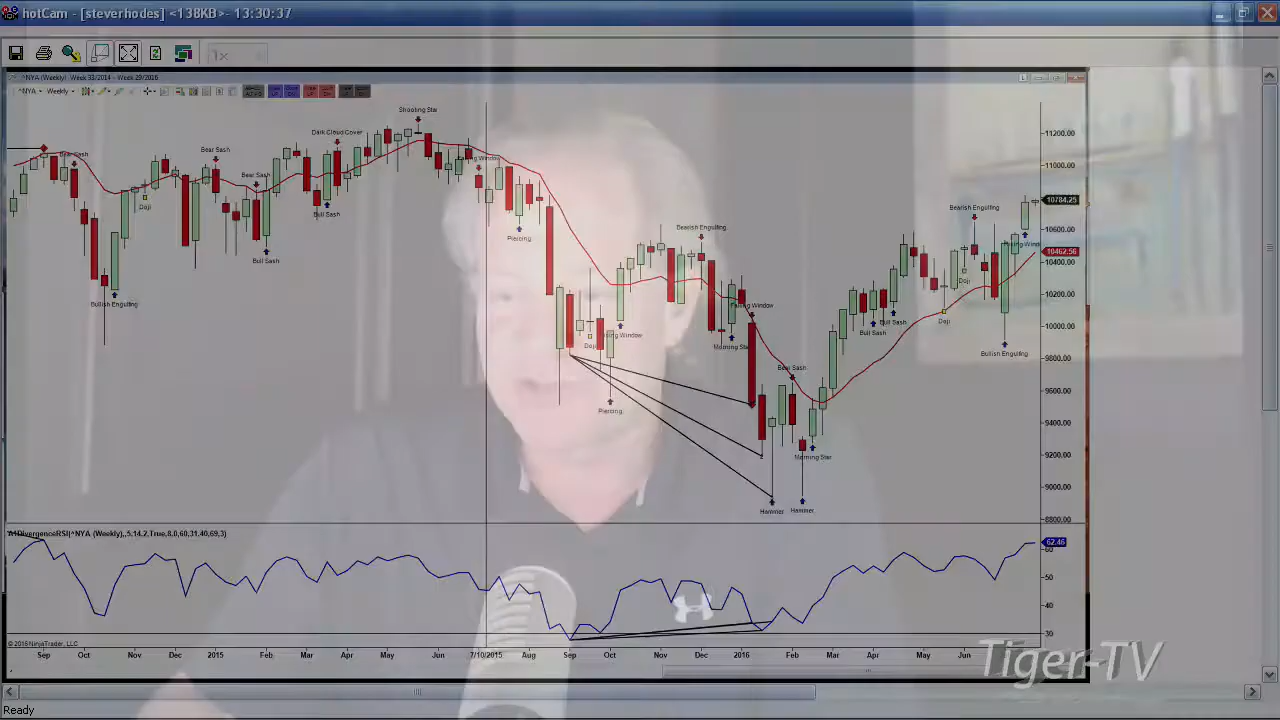 hotCam - [steverhodes] <138KB> - 13:30:37
^NYA (Weekly) Week 33/2014 - Week 29/2016
^NYA Weekly
Shooting Star
Dark Cloud Cover
Bear Sash
Bear Sash
Bear Sash
Doji
Bull Sash
Bull Sash
Bullish Engulfing
Piercing
Bearish Engulfing
Doji
Piercing
Morning Star
Bear Sash
Morning Star
Hammer
Hammer
Bull Sash
Bull Sash
Bearish Engulfing
Doji
Doji
Bullish Engulfing
11200.00
11000.00
10784.25
10600.00
10462.56
10400.00
10200.00
10000.00
9800.00
9600.00
9400.00
9200.00
9000.00
8800.00
A1DivergenceRSI(^NYA (Weekly),,5,14,2,True,8,0,60,31,40,69,3)
62.46
60
50
40
30
© 2016 NinjaTrader, LLC
Sep Oct Nov Dec 2015 Feb Mar Apr Jun 7/10/2015 Aug Sep Oct Nov Dec 2016 Feb Mar Apr May Jun
Tiger-TV
Ready